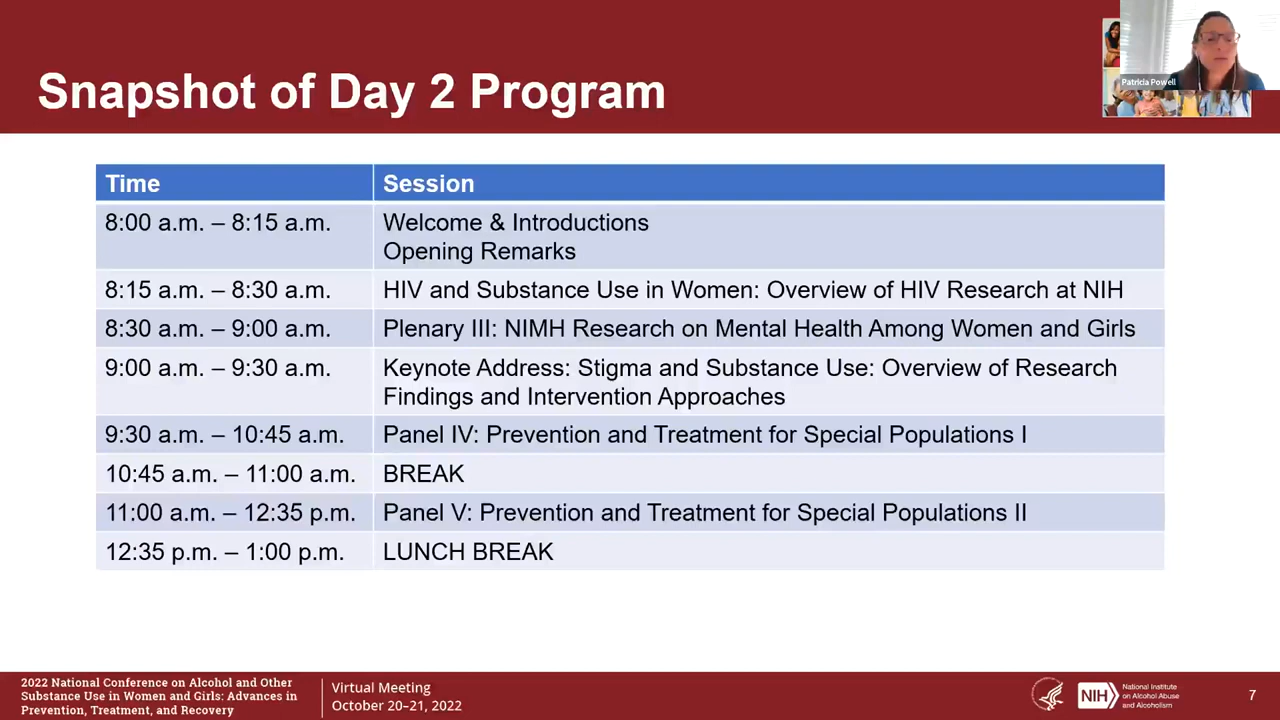 Snapshot of Day 2 Program
Patricia Powell
Time Session
8:00 a.m. – 8:15 a.m. Welcome & Introductions
Opening Remarks
8:15 a.m. – 8:30 a.m. HIV and Substance Use in Women: Overview of HIV Research at NIH
8:30 a.m. – 9:00 a.m. Plenary III: NIMH Research on Mental Health Among Women and Girls
9:00 a.m. – 9:30 a.m. Keynote Address: Stigma and Substance Use: Overview of Research
Findings and Intervention Approaches
9:30 a.m. – 10:45 a.m. Panel IV: Prevention and Treatment for Special Populations I
10:45 a.m. – 11:00 a.m. BREAK
11:00 a.m. – 12:35 p.m. Panel V: Prevention and Treatment for Special Populations II
12:35 p.m. – 1:00 p.m. LUNCH BREAK
2022 National Conference on Alcohol and Other
Substance Use in Women and Girls: Advances in
Prevention, Treatment, and Recovery
Virtual Meeting
October 20–21, 2022
NIH
National Institute
on Alcohol Abuse
and Alcoholism
7